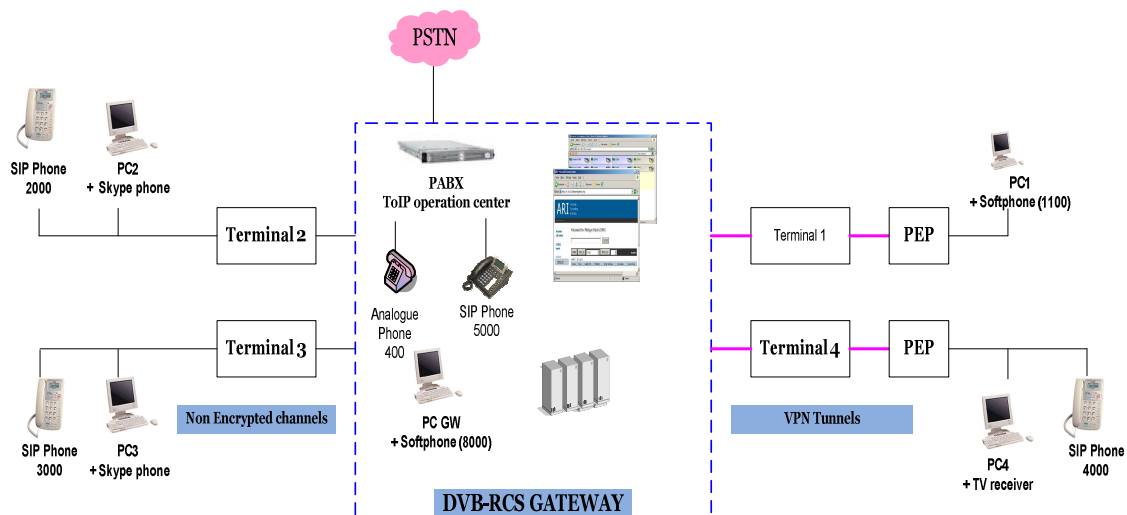 PSTN
SIP Phone
2000
PC2
+ Skype phone
PABX
ToIP operation center
ARI
PC1
+ Softphone (1100)
Terminal 2
Terminal 1
PEP
Analogue
Phone
400
SIP Phone
5000
Terminal 3
Terminal 4
PEP
Non Encrypted channels
VPN Tunnels
SIP Phone
3000
PC3
+ Skype phone
PC GW
+ Softphone (8000)
PC4
+ TV receiver
SIP Phone
4000
DVB-RCS GATEWAY